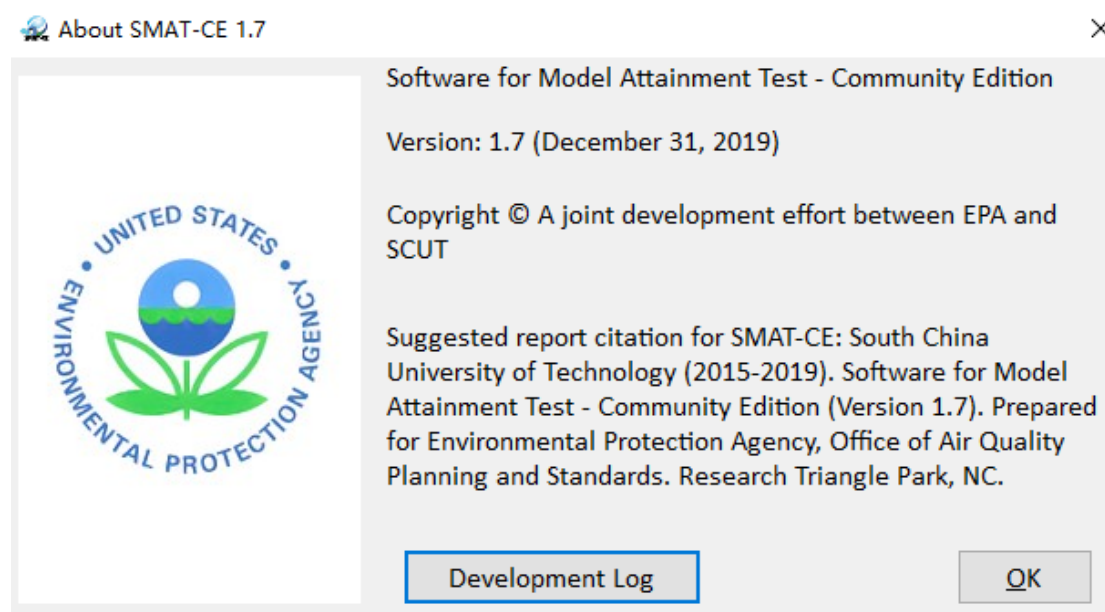 About SMAT-CE 1.7
Software for Model Attainment Test - Community Edition
Version: 1.7 (December 31, 2019)
Copyright © A joint development effort between EPA and
SCUT
Suggested report citation for SMAT-CE: South China
University of Technology (2015-2019). Software for Model
Attainment Test - Community Edition (Version 1.7). Prepared
for Environmental Protection Agency, Office of Air Quality
Planning and Standards. Research Triangle Park, NC.
UNITED STATES • ENVIRONMENTAL PROTECTION AGENCY •
Development Log
OK